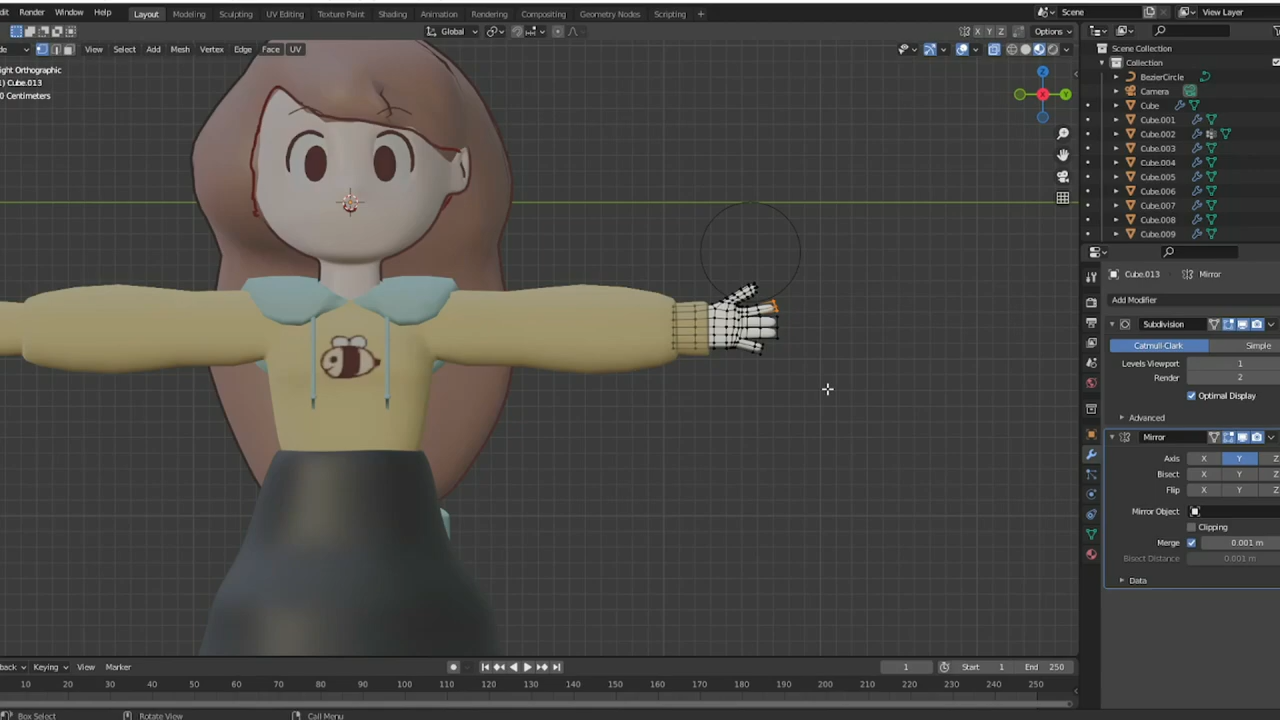 it Render Window Help Layout Modeling Sculpting UV Editing Texture Paint Shading Animation Rendering Compositing Geometry Nodes Scripting + Scene View Layer
de View Select Add Mesh Vertex Edge Face UV Global X Y Z Options
ight Orthographic
) Cube.013
0 Centimeters
Z
X
Y
Scene Collection
Collection
BezierCircle
Camera
Cube
Cube.001
Cube.002
Cube.003
Cube.004
Cube.005
Cube.006
Cube.007
Cube.008
Cube.009
Cube.013 Mirror
Add Modifier
Subdivision
Catmull-Clark Simple
Levels Viewport 1
Render 2
Optimal Display
Advanced
Mirror
Axis X Y Z
Bisect X Y Z
Flip X Y Z
Mirror Object
Clipping
Merge 0.001 m
Bisect Distance 0.001 m
Data
back Keying View Marker 1 Start 1 End 250
10 20 30 40 50 60 70 80 90 100 110 120 130 140 150 160 170 180 190 200 210 220 230 240 250
Box Select Rotate View Call Menu